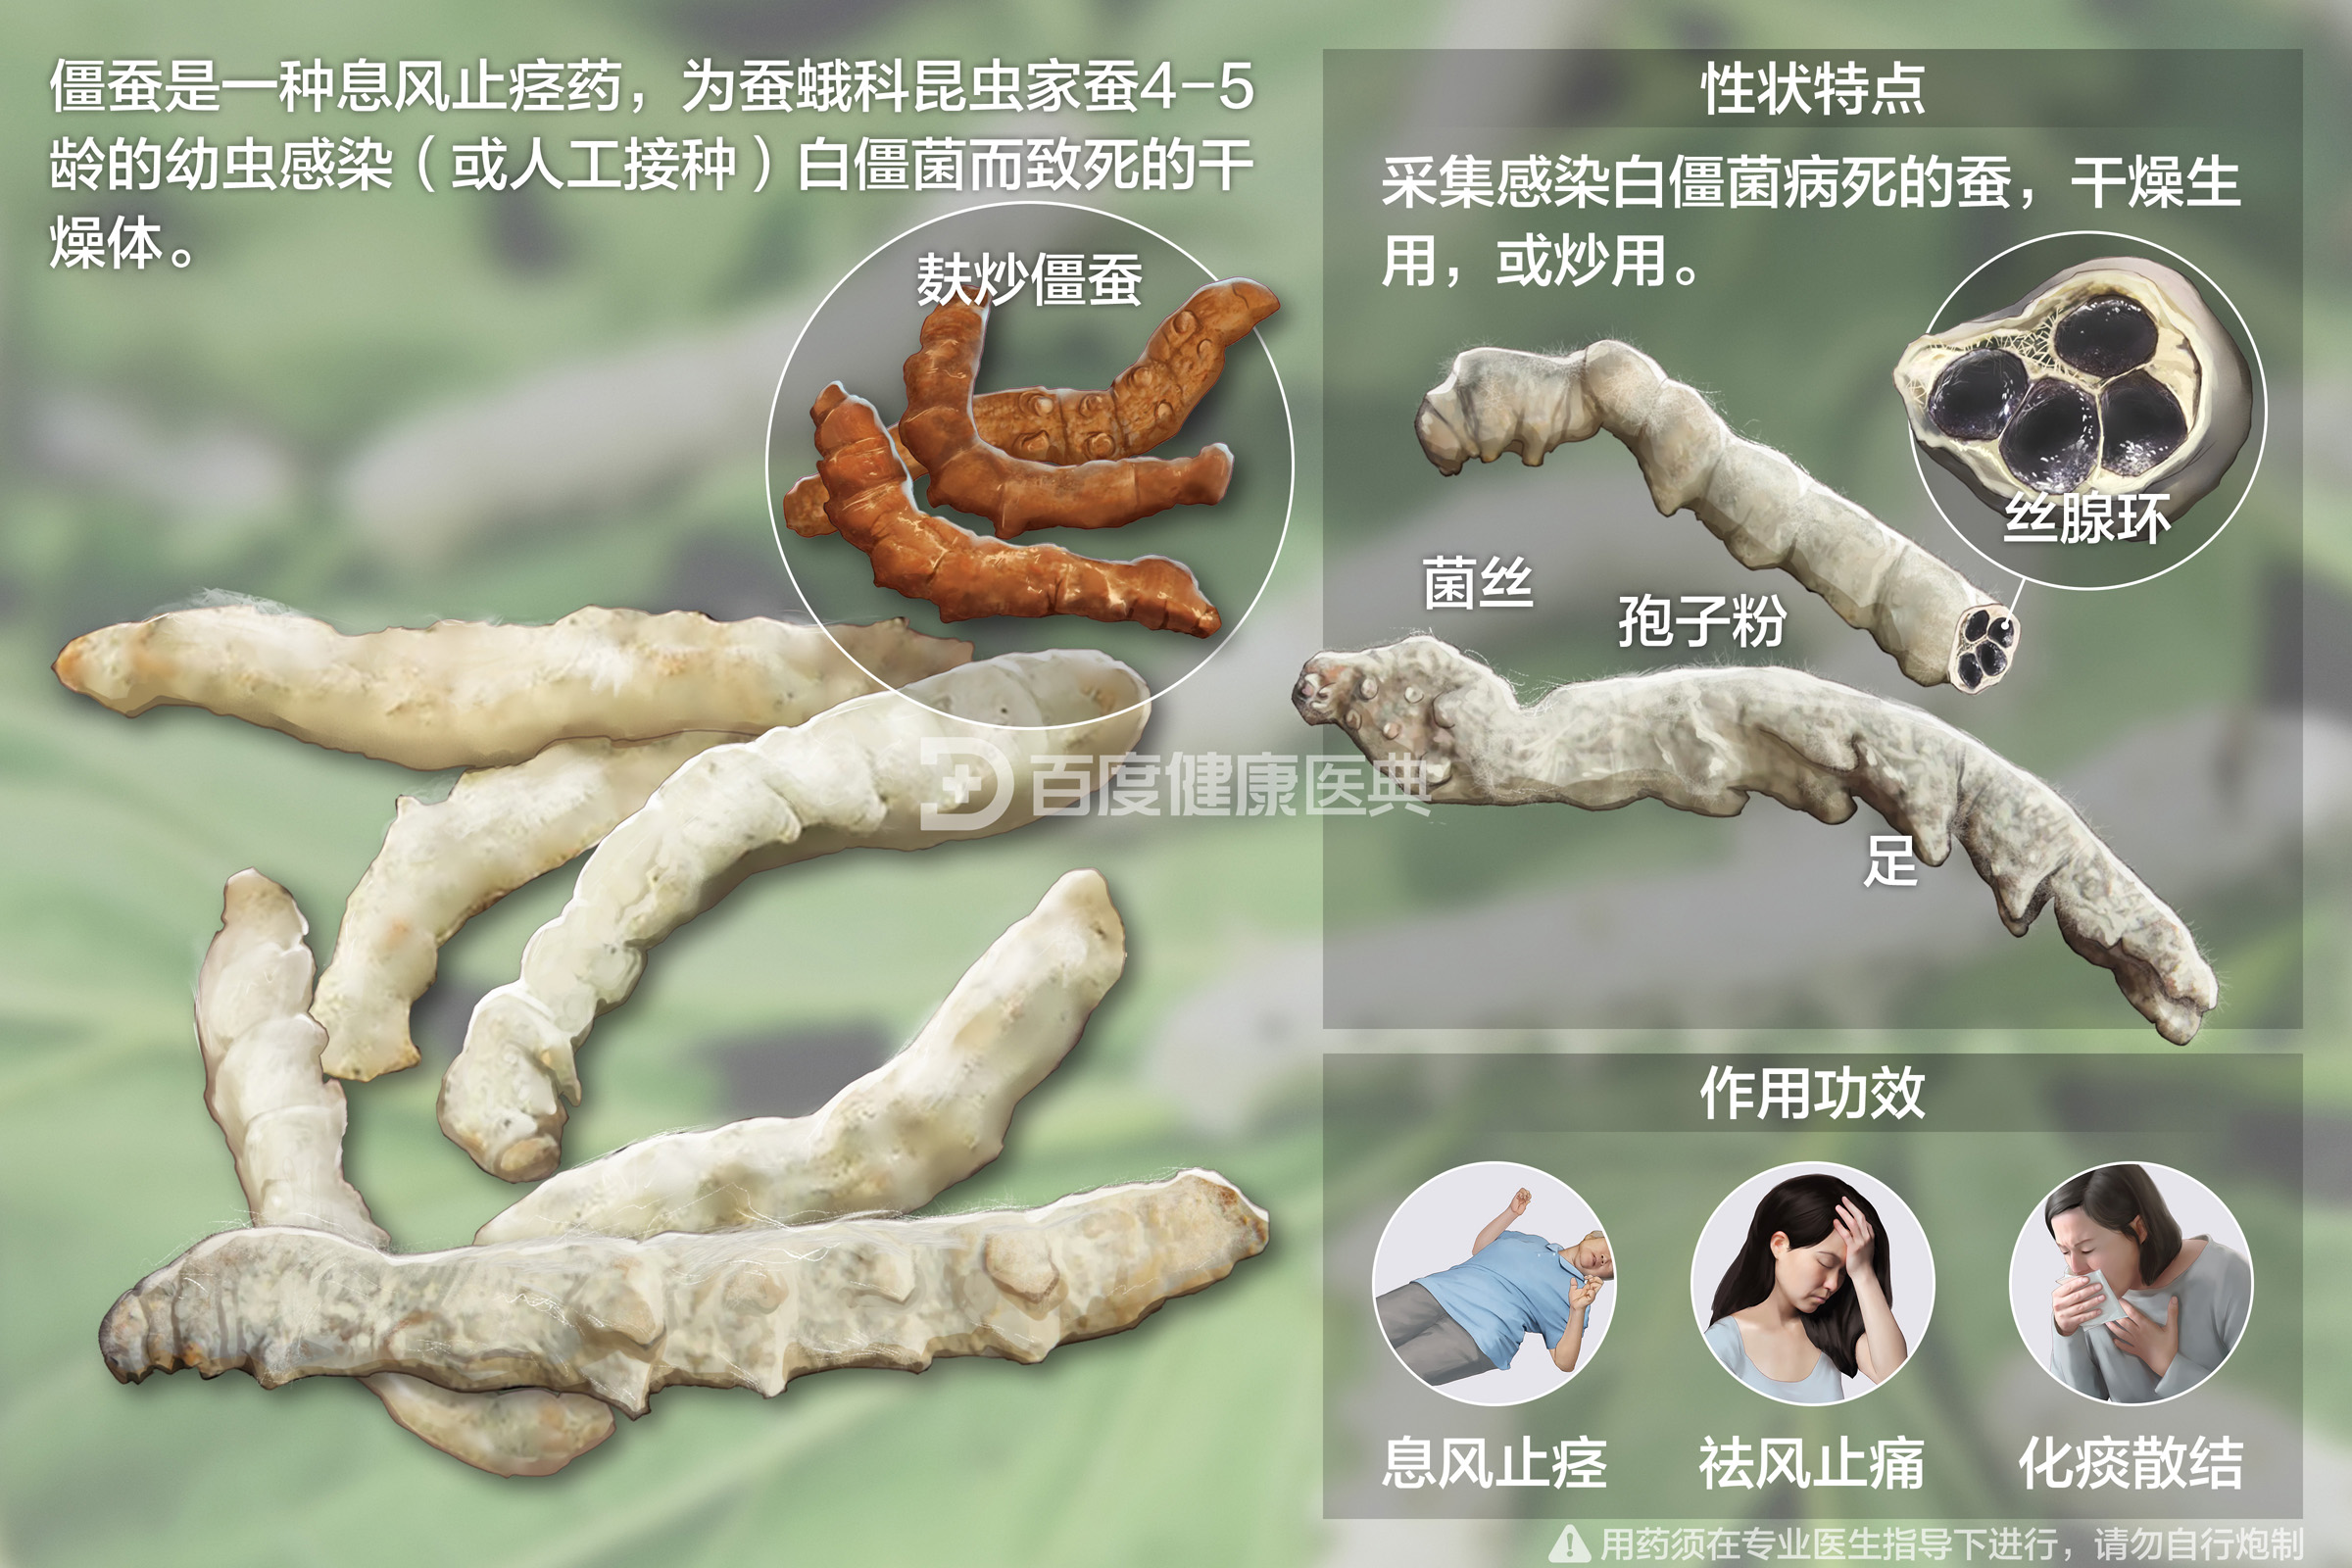 僵蚕是一种息风止痉药，为蚕蛾科昆虫家蚕4-5
龄的幼虫感染（或人工接种）白僵菌而致死的干
燥体。
麸炒僵蚕
性状特点
采集感染白僵菌病死的蚕，干燥生
用，或炒用。
丝腺环
菌丝
孢子粉
足
百度健康医典
作用功效
息风止痉
祛风止痛
化痰散结
用药须在专业医生指导下进行，请勿自行炮制